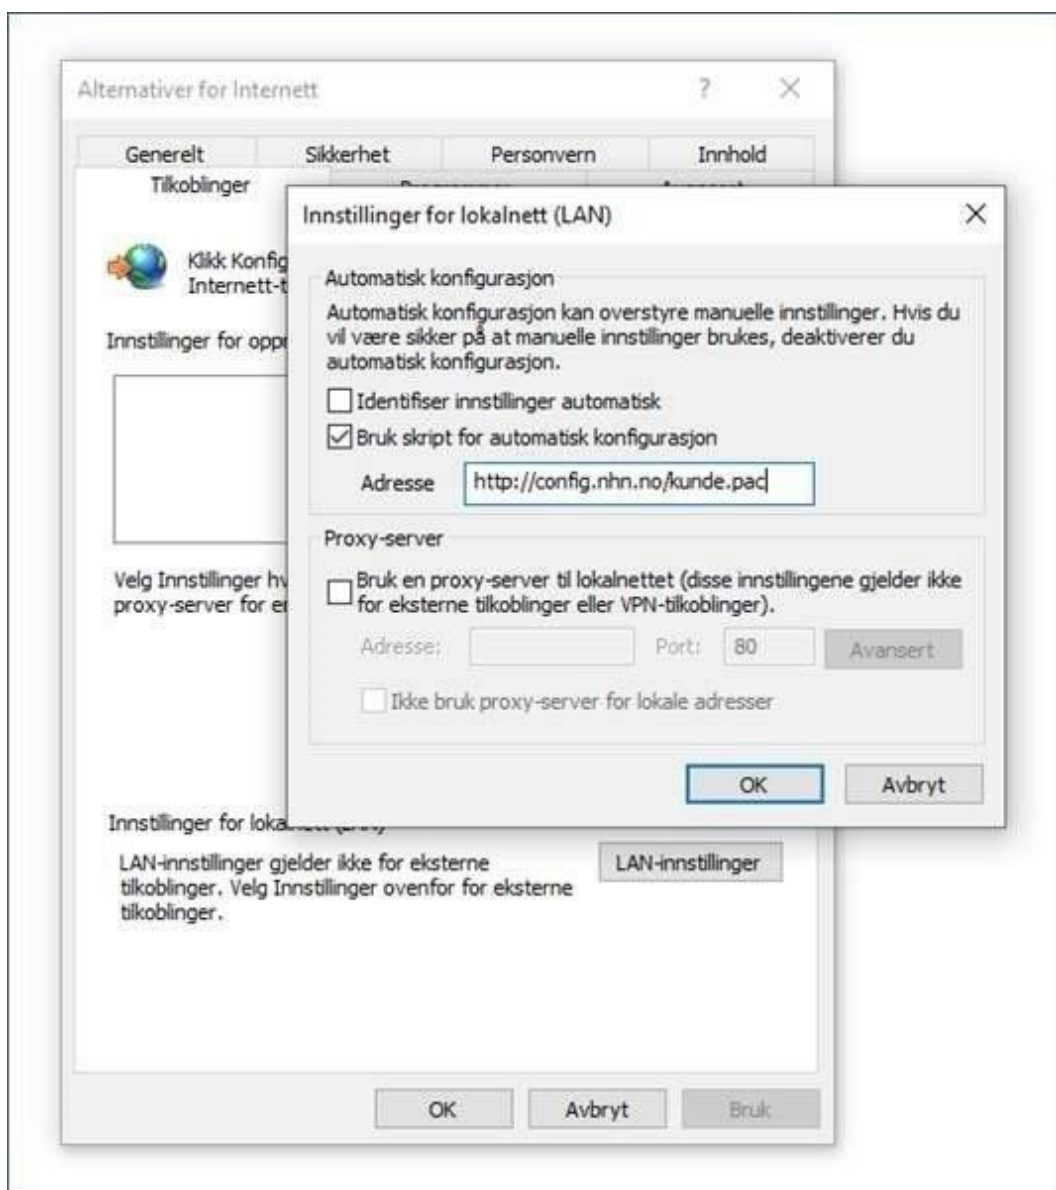 Alternativer for Internett
?
Generelt
Sikkerhet
Personvern
Innhold
Tilkoblinger
Klikk Konfig
Internett-t
Innstillinger for oppr
Velg Innstillinger hv
proxy-server for e
Innstillinger for lokalnett (LAN)
Automatisk konfigurasjon
Automatisk konfigurasjon kan overstyre manuelle innstillinger. Hvis du
vil være sikker på at manuelle innstillinger brukes, deaktiverer du
automatisk konfigurasjon.
Identifiser innstillinger automatisk
Bruk skript for automatisk konfigurasjon
Adresse
http://config.nhn.no/kunde.pac
Proxy-server
Bruk en proxy-server til lokalnettet (disse innstillingene gjelder ikke
for eksterne tilkoblinger eller VPN-tilkoblinger).
Adresse:
Port:
80
Avansert
Ikke bruk proxy-server for lokale adresser
OK
Avbryt
Innstillinger for lokalnett (LAN)
LAN-innstillinger gjelder ikke for eksterne
tilkoblinger. Velg Innstillinger ovenfor for eksterne
tilkoblinger.
LAN-innstillinger
OK
Avbryt
Bruk